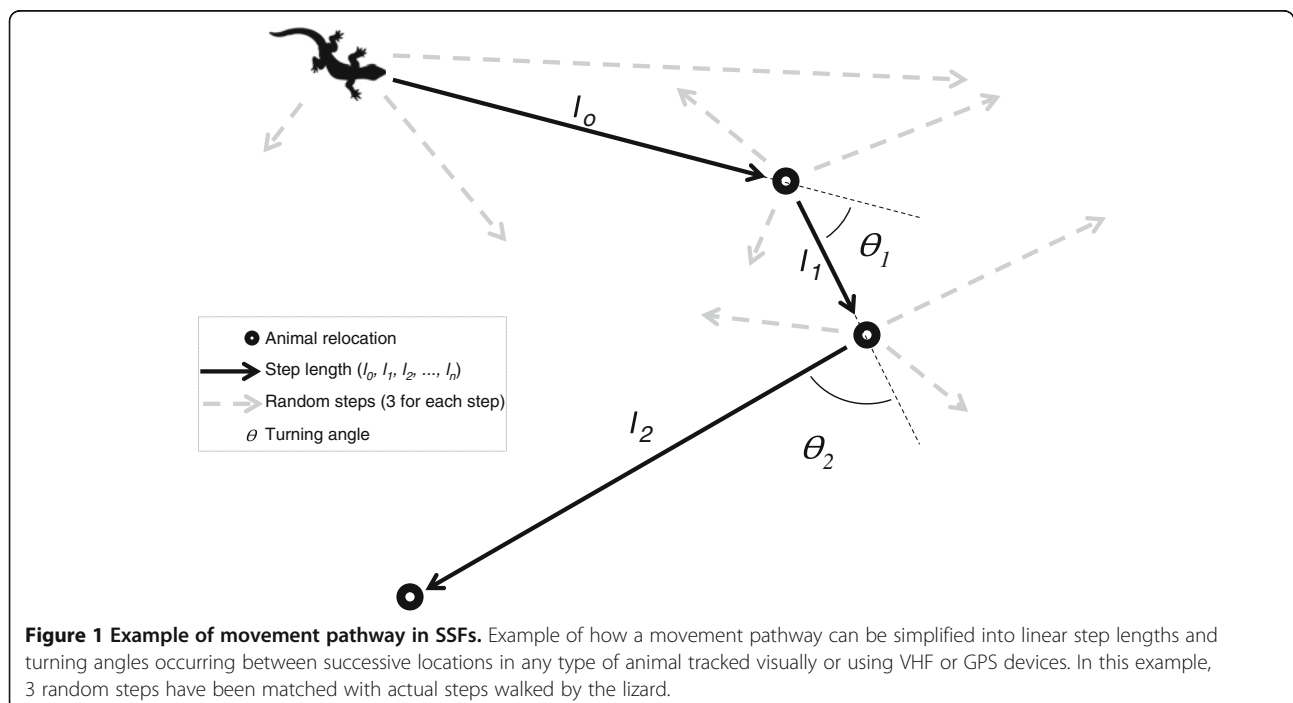 l₀
θ₁
l₁
Animal relocation
Step length (l₀, l₁, l₂, ..., lₙ)
Random steps (3 for each step)
θ Turning angle
l₂
θ₂
Figure 1 Example of movement pathway in SSFs. Example of how a movement pathway can be simplified into linear step lengths and
turning angles occurring between successive locations in any type of animal tracked visually or using VHF or GPS devices. In this example,
3 random steps have been matched with actual steps walked by the lizard.